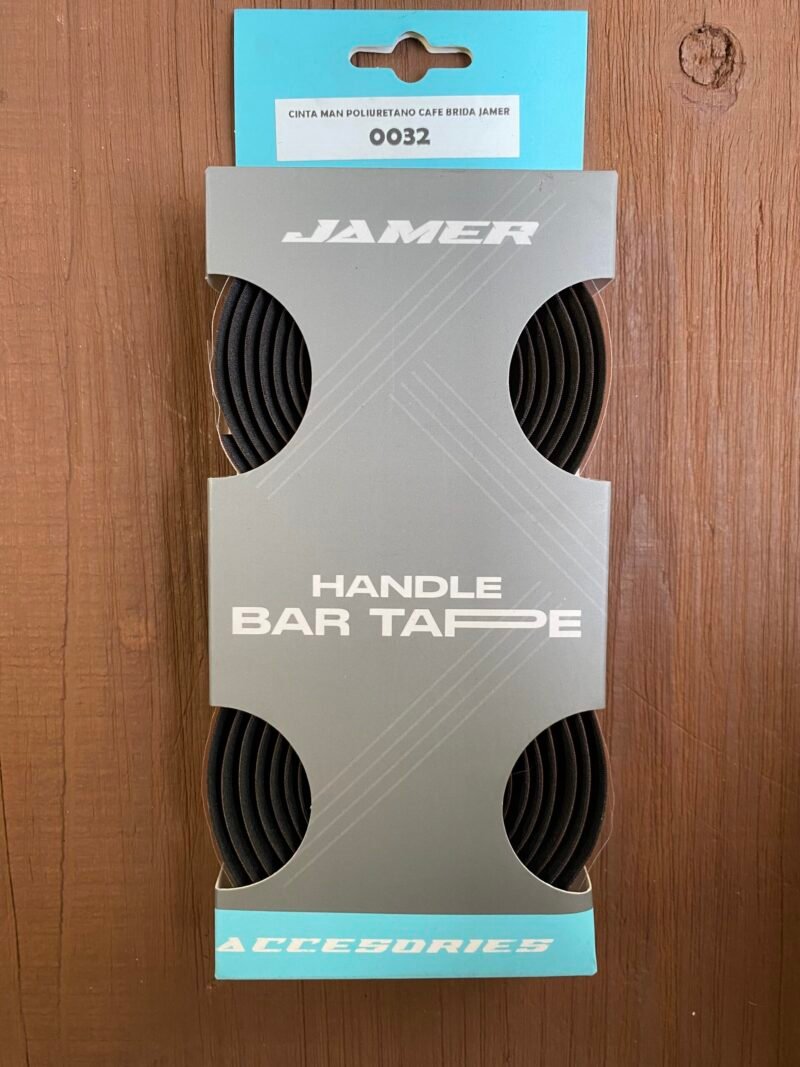 CINTA MAN POLIURETANO CAFE BRIDA JAMER
0032
JAMER
HANDLE
BAR TAPE
ACCESORIES